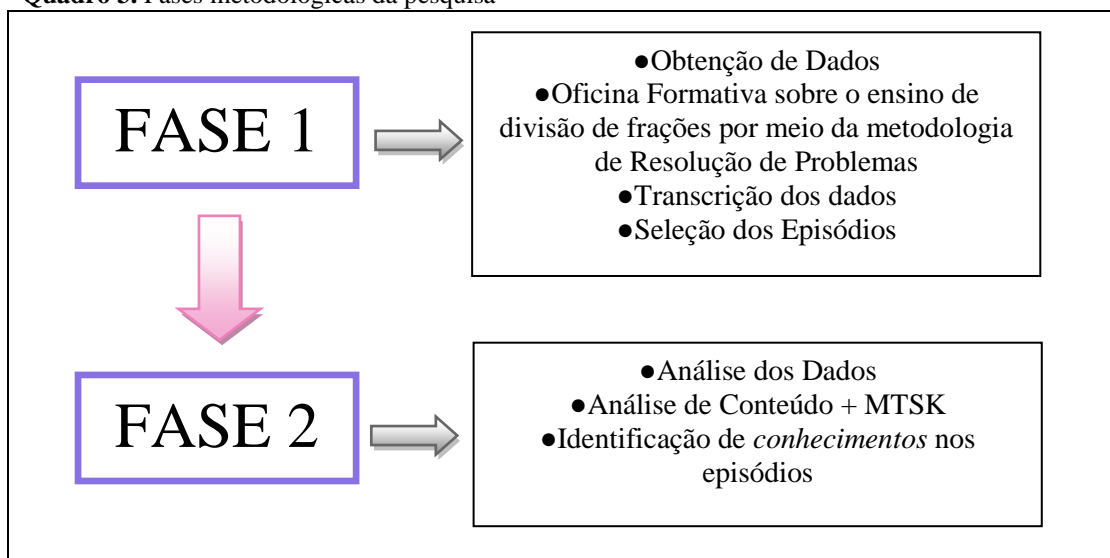 Quadro 3. Fases metodológicas da pesquisa
FASE 1
●Obtenção de Dados
●Oficina Formativa sobre o ensino de
divisão de frações por meio da metodologia
de Resolução de Problemas
●Transcrição dos dados
●Seleção dos Episódios
FASE 2
●Análise dos Dados
●Análise de Conteúdo + MTSK
●Identificação de conhecimentos nos
episódios